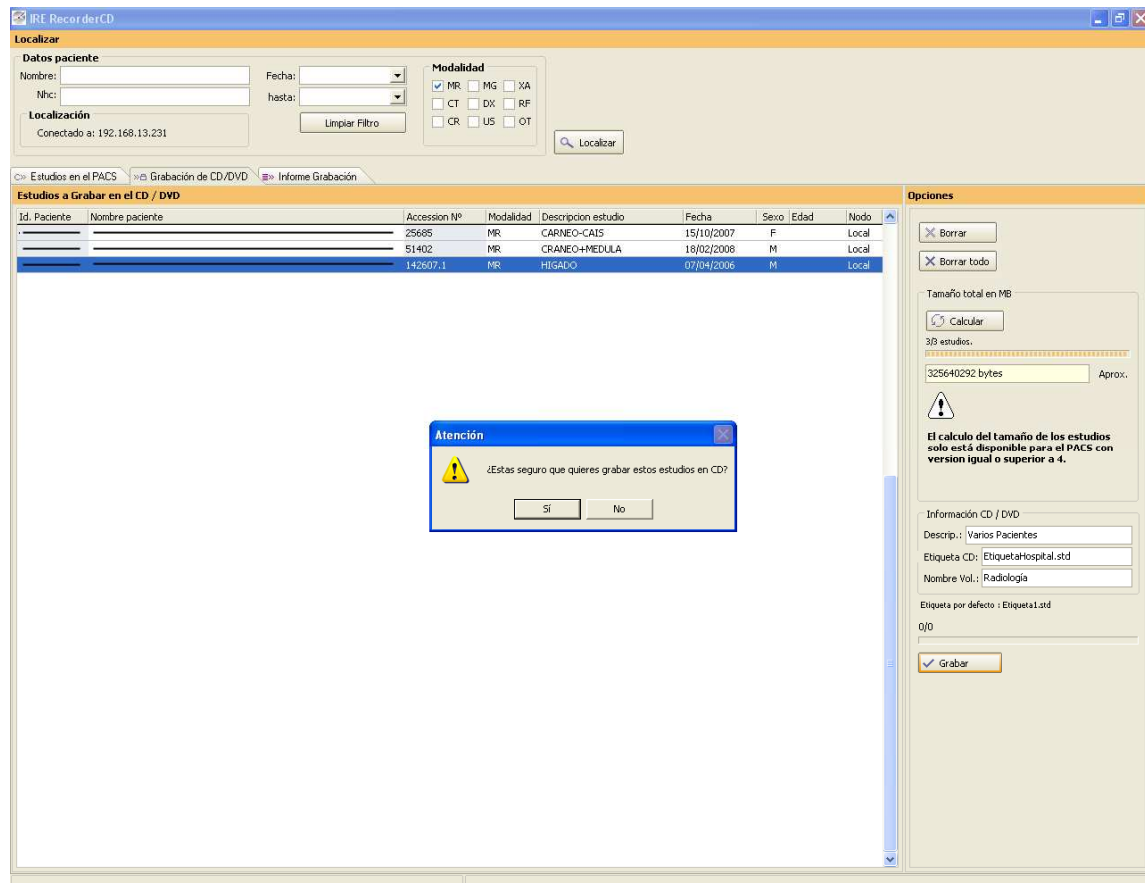 IRE RecorderCD
Localizar
Datos paciente
Nombre:
Fecha:
Modalidad
MR MG XA
Nhc:
hasta:
CT DX RF
Localización
CR US OT
Conectado a: 192.168.13.231
Limpiar Filtro
Localizar
Estudios en el PACS
Grabación de CD/DVD
Informe Grabación
Estudios a Grabar en el CD / DVD
Opciones
Id. Paciente Nombre paciente Accession Nº Modalidad Descripcion estudio Fecha Sexo Edad Nodo
25685 MR CARNEO-CAIS 15/10/2007 F Local
51402 MR CRANEO+MEDULA 18/02/2008 M Local
142607.1 MR HIGADO 07/04/2006 M Local
Borrar
Borrar todo
Tamaño total en MB
Calcular
3/3 estudios.
325640292 bytes Aprox.
El calculo del tamaño de los estudios
solo está disponible para el PACS con
version igual o superior a 4.
Atención
¿Estas seguro que quieres grabar estos estudios en CD?
Sí No
Información CD / DVD
Descrip.: Varios Pacientes
Etiqueta CD: EtiquetaHospital.std
Nombre Vol.: Radiología
Etiqueta por defecto : Etiqueta1.std
0/0
Grabar